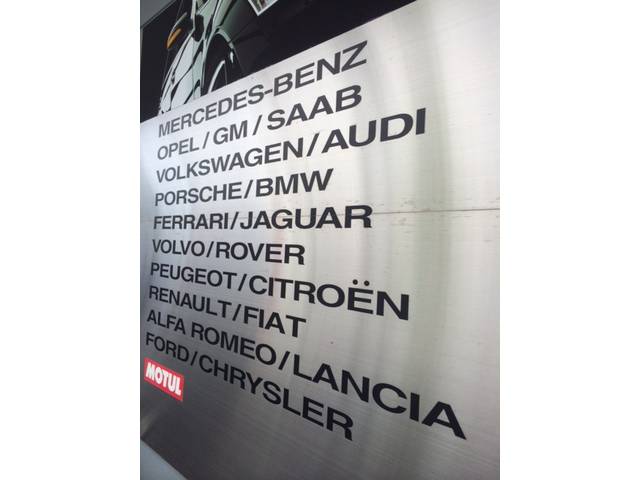 MERCEDES-BENZ
OPEL/GM/SAAB
VOLKSWAGEN/AUDI
PORSCHE/BMW
FERRARI/JAGUAR
VOLVO/ROVER
PEUGEOT/CITROËN
RENAULT/FIAT
ALFA ROMEO/LANCIA
FORD/CHRYSLER
MOTUL